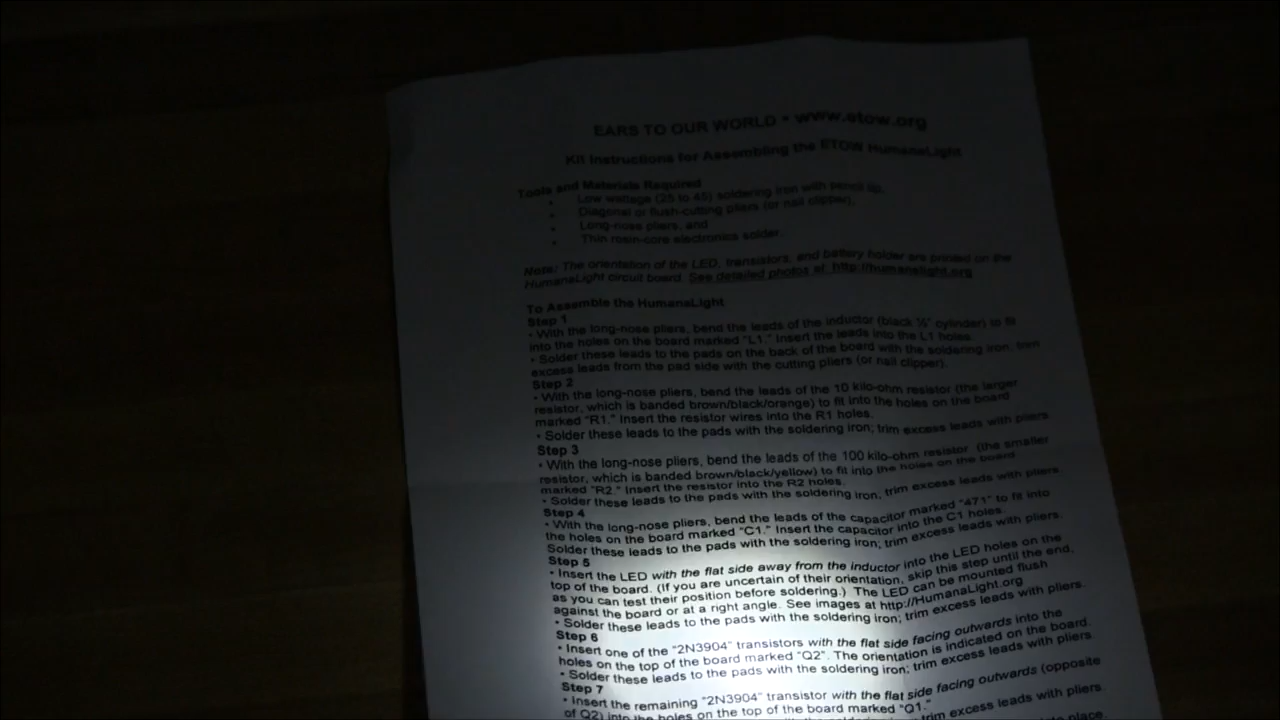 EARS TO OUR WORLD * www.etow.org
Kit Instructions for Assembling the ETOW HumanaLight
Tools and Materials Required
• Low wattage (25 to 45) soldering iron with pencil tip,
• Diagonal or flush-cutting pliers (or nail clipper),
• Long-nose pliers, and
• Thin rosin-core electronics solder.
Note: The orientation of the LED, transistors, and battery holder are printed on the
HumanaLight circuit board. See detailed photos at: http://humanalight.org
To Assemble the HumanaLight
Step 1
• With the long-nose pliers, bend the leads of the inductor (black ½" cylinder) to fit
into the holes on the board marked "L1." Insert the leads into the L1 holes.
• Solder these leads to the pads on the back of the board with the soldering iron, trim
excess leads from the pad side with the cutting pliers (or nail clipper).
Step 2
• With the long-nose pliers, bend the leads of the 10 kilo-ohm resistor (the larger
resistor, which is banded brown/black/orange) to fit into the holes on the board
marked "R1." Insert the resistor wires into the R1 holes.
• Solder these leads to the pads with the soldering iron; trim excess leads with pliers.
Step 3
• With the long-nose pliers, bend the leads of the 100 kilo-ohm resistor (the smaller
resistor, which is banded brown/black/yellow) to fit into the holes on the board
marked "R2." Insert the resistor into the R2 holes.
• Solder these leads to the pads with the soldering iron; trim excess leads with pliers.
Step 4
• With the long-nose pliers, bend the leads of the capacitor marked "471" to fit into
the holes on the board marked "C1." Insert the capacitor into the C1 holes.
Solder these leads to the pads with the soldering iron; trim excess leads with pliers.
Step 5
• Insert the LED with the flat side away from the inductor into the LED holes on the
top of the board. (If you are uncertain of their orientation, skip this step until the end,
as you can test their position before soldering.) The LED can be mounted flush
against the board or at a right angle. See images at http://HumanaLight.org
• Solder these leads to the pads with the soldering iron; trim excess leads with pliers.
Step 6
• Insert one of the "2N3904" transistors with the flat side facing outwards into the
holes on the top of the board marked "Q2". The orientation is indicated on the board.
• Solder these leads to the pads with the soldering iron; trim excess leads with pliers.
Step 7
• Insert the remaining "2N3904" transistor with the flat side facing outwards (opposite
of Q2) into the holes on the top of the board marked "Q1."
trim excess leads with pliers.
place.